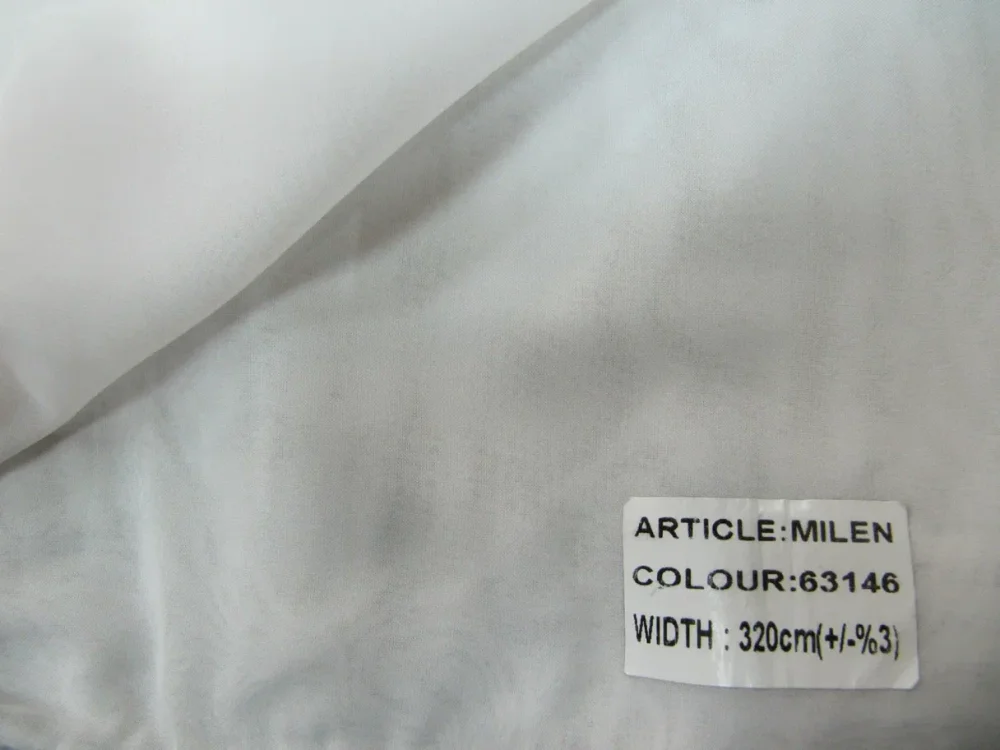 ARTICLE:MILEN
COLOUR:63146
WIDTH : 320cm(+/-%3)